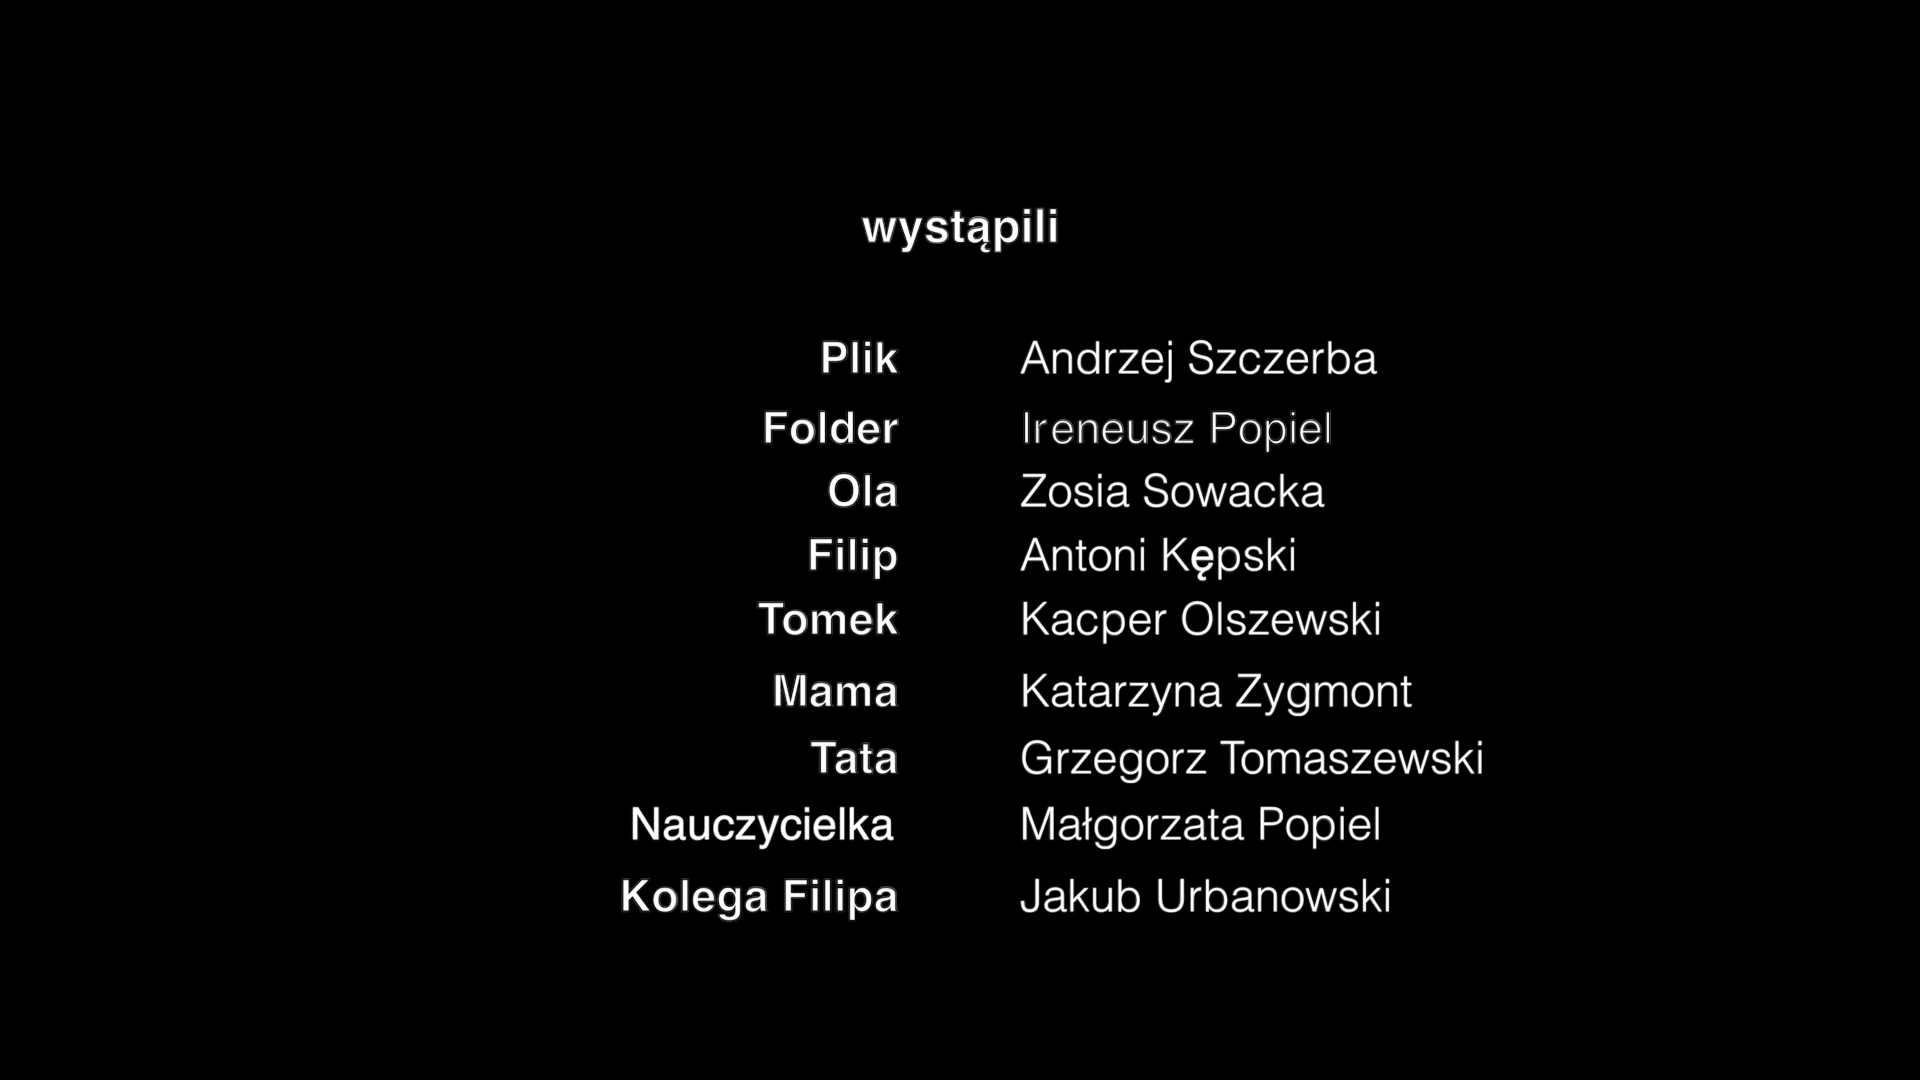 wystąpili
Plik Andrzej Szczerba
Folder Ireneusz Popiel
Ola Zosia Sowacka
Filip Antoni Kępski
Tomek Kacper Olszewski
Mama Katarzyna Zygmont
Tata Grzegorz Tomaszewski
Nauczycielka Małgorzata Popiel
Kolega Filipa Jakub Urbanowski